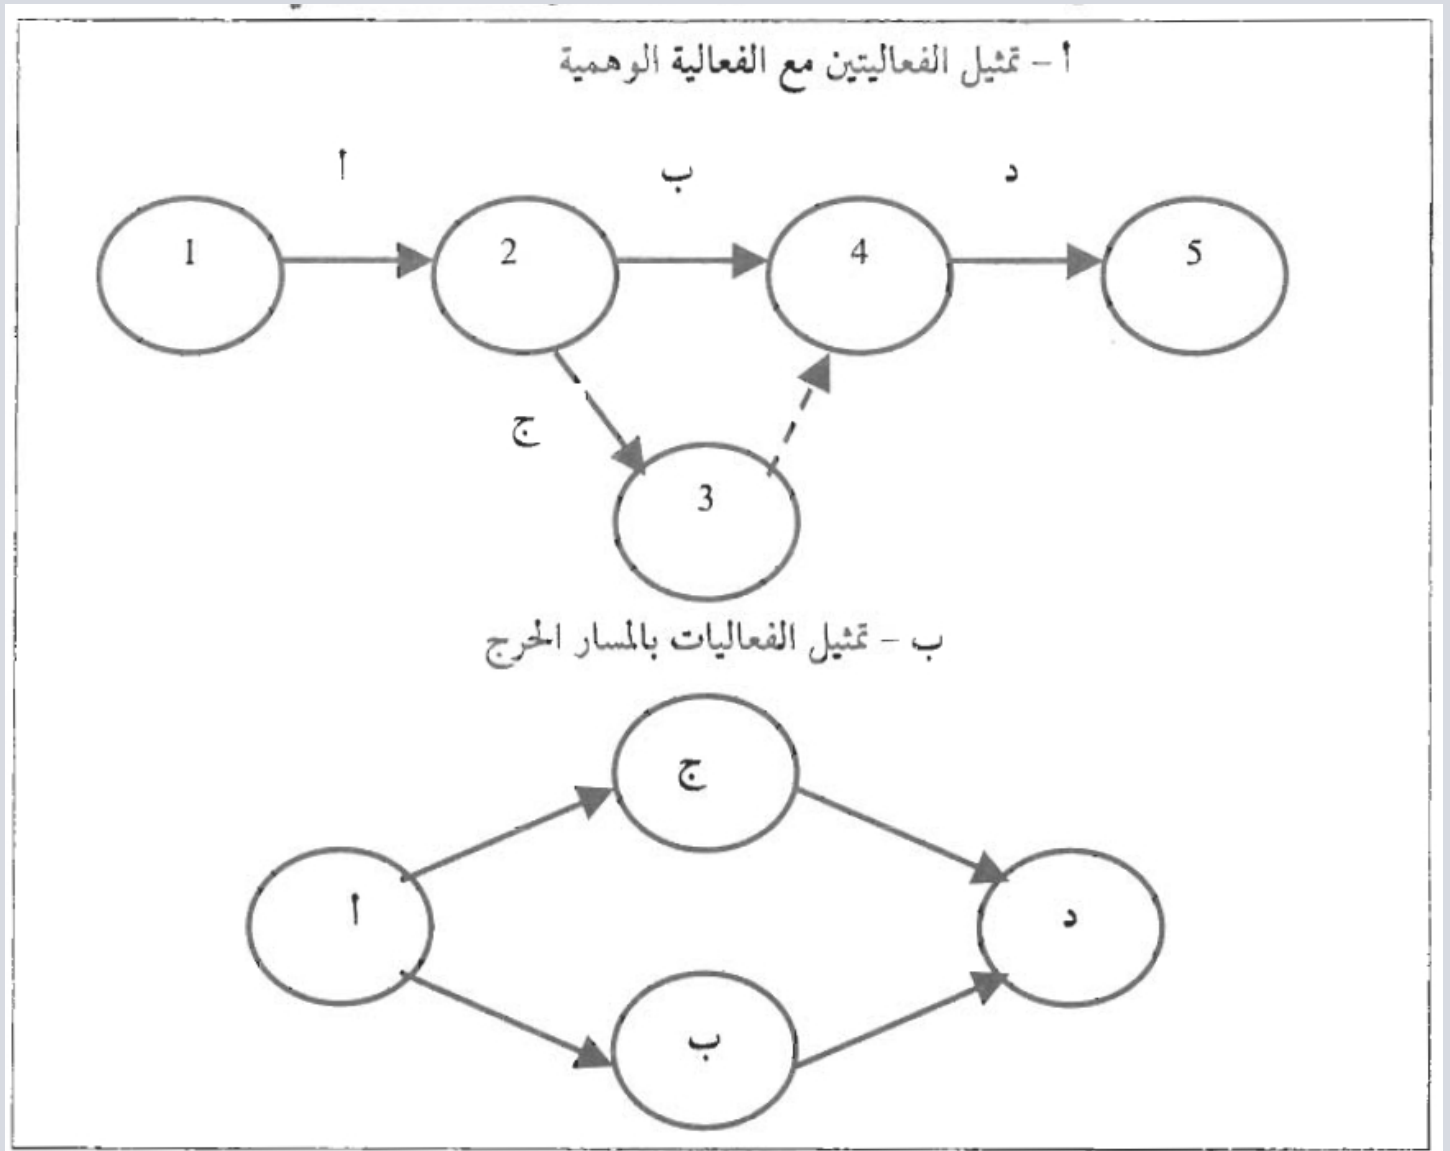 أ – تمثيل الفعاليتين مع الفعالية الوهمية
أ
ب
د
1
2
4
5
ج
3
ب – تمثيل الفعاليات بالمسار الحرج
ج
أ
د
ب